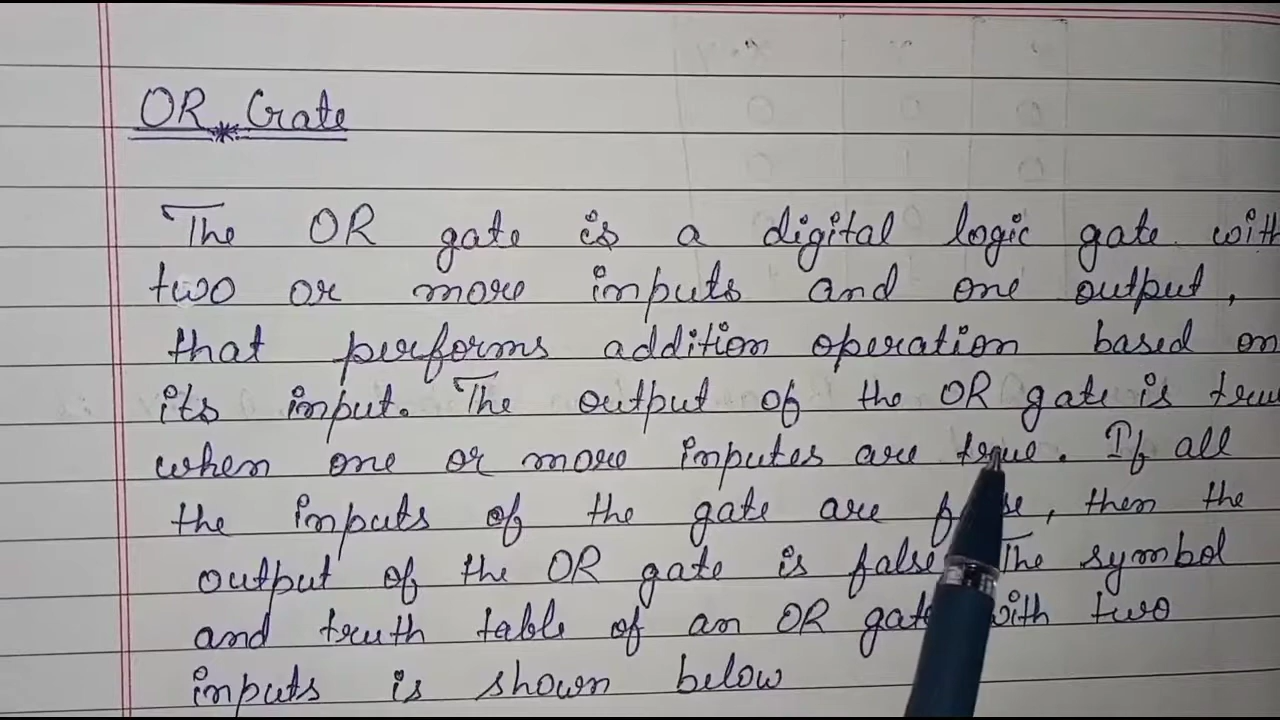 OR Gate
The OR gate is a digital logic gate with
two or more inputs and one output,
that performs addition operation based on
its input. The output of the OR gate is true
when one or more inputes are true. If all
the inputs of the gate are false, then the
output of the OR gate is false. The symbol
and truth table of an OR gate with two
inputs is shown below